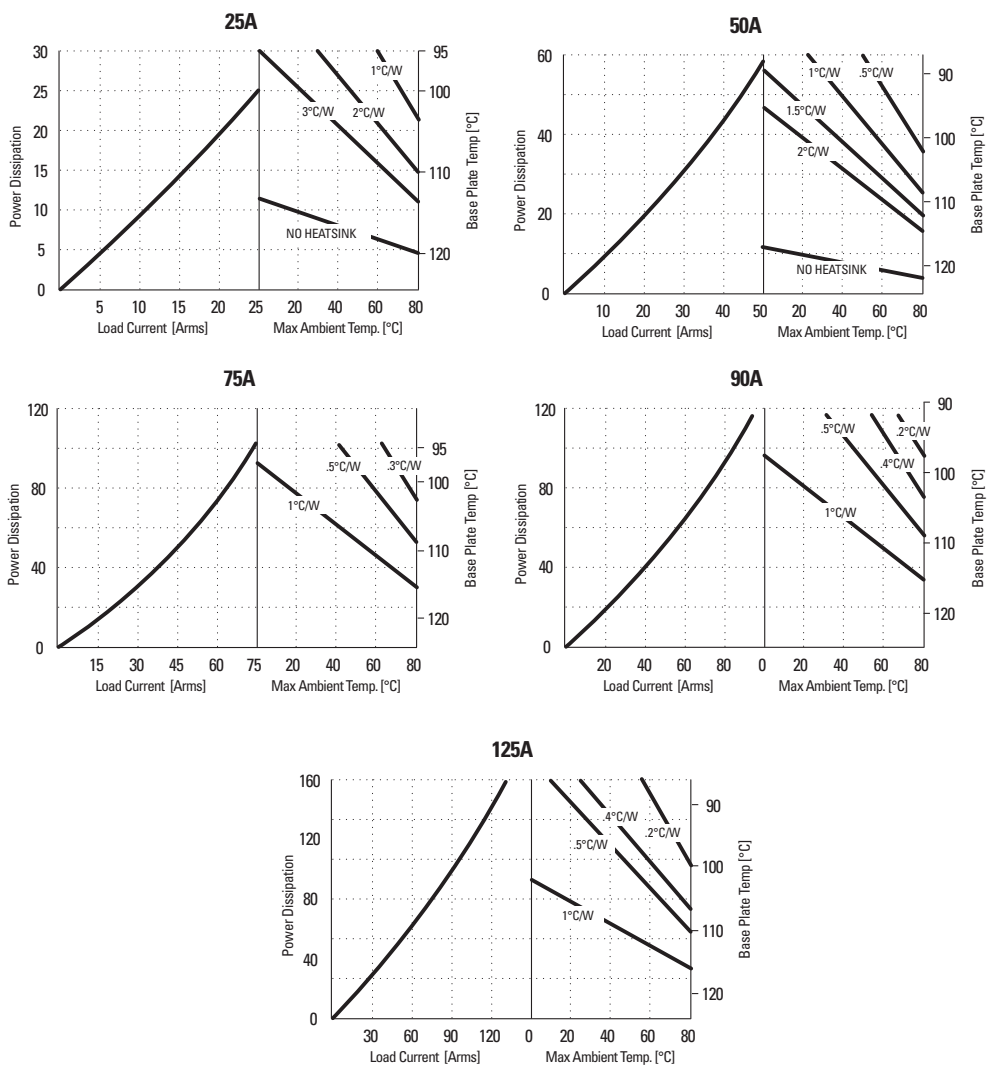 25A
30
25
20
15
10
5
0
Power Dissipation
5 10 15 20 25 20 40 60 80
Load Current [Arms] Max Ambient Temp. [°C]
1°C/W
2°C/W
3°C/W
NO HEATSINK
95
100
110
120
Base Plate Temp [°C]
50A
60
40
20
0
Power Dissipation
10 20 30 40 50 20 40 60 80
Load Current [Arms] Max Ambient Temp. [°C]
.5°C/W
1°C/W
1.5°C/W
2°C/W
NO HEATSINK
90
100
110
120
Base Plate Temp [°C]
75A
120
80
40
0
Power Dissipation
15 30 45 60 75 20 40 60 80
Load Current [Arms] Max Ambient Temp. [°C]
.5°C/W .3°C/W
1°C/W
95
100
110
120
Base Plate Temp [°C]
90A
120
80
40
0
Power Dissipation
20 40 60 80 0 20 40 60 80
Load Current [Arms] Max Ambient Temp. [°C]
.5°C/W .2°C/W
.4°C/W
1°C/W
90
100
110
120
Base Plate Temp [°C]
125A
160
120
80
40
0
Power Dissipation
30 60 90 120 0 20 40 60 80
Load Current [Arms] Max Ambient Temp. [°C]
.4°C/W
.2°C/W
.5°C/W
1°C/W
90
100
110
120
Base Plate Temp [°C]